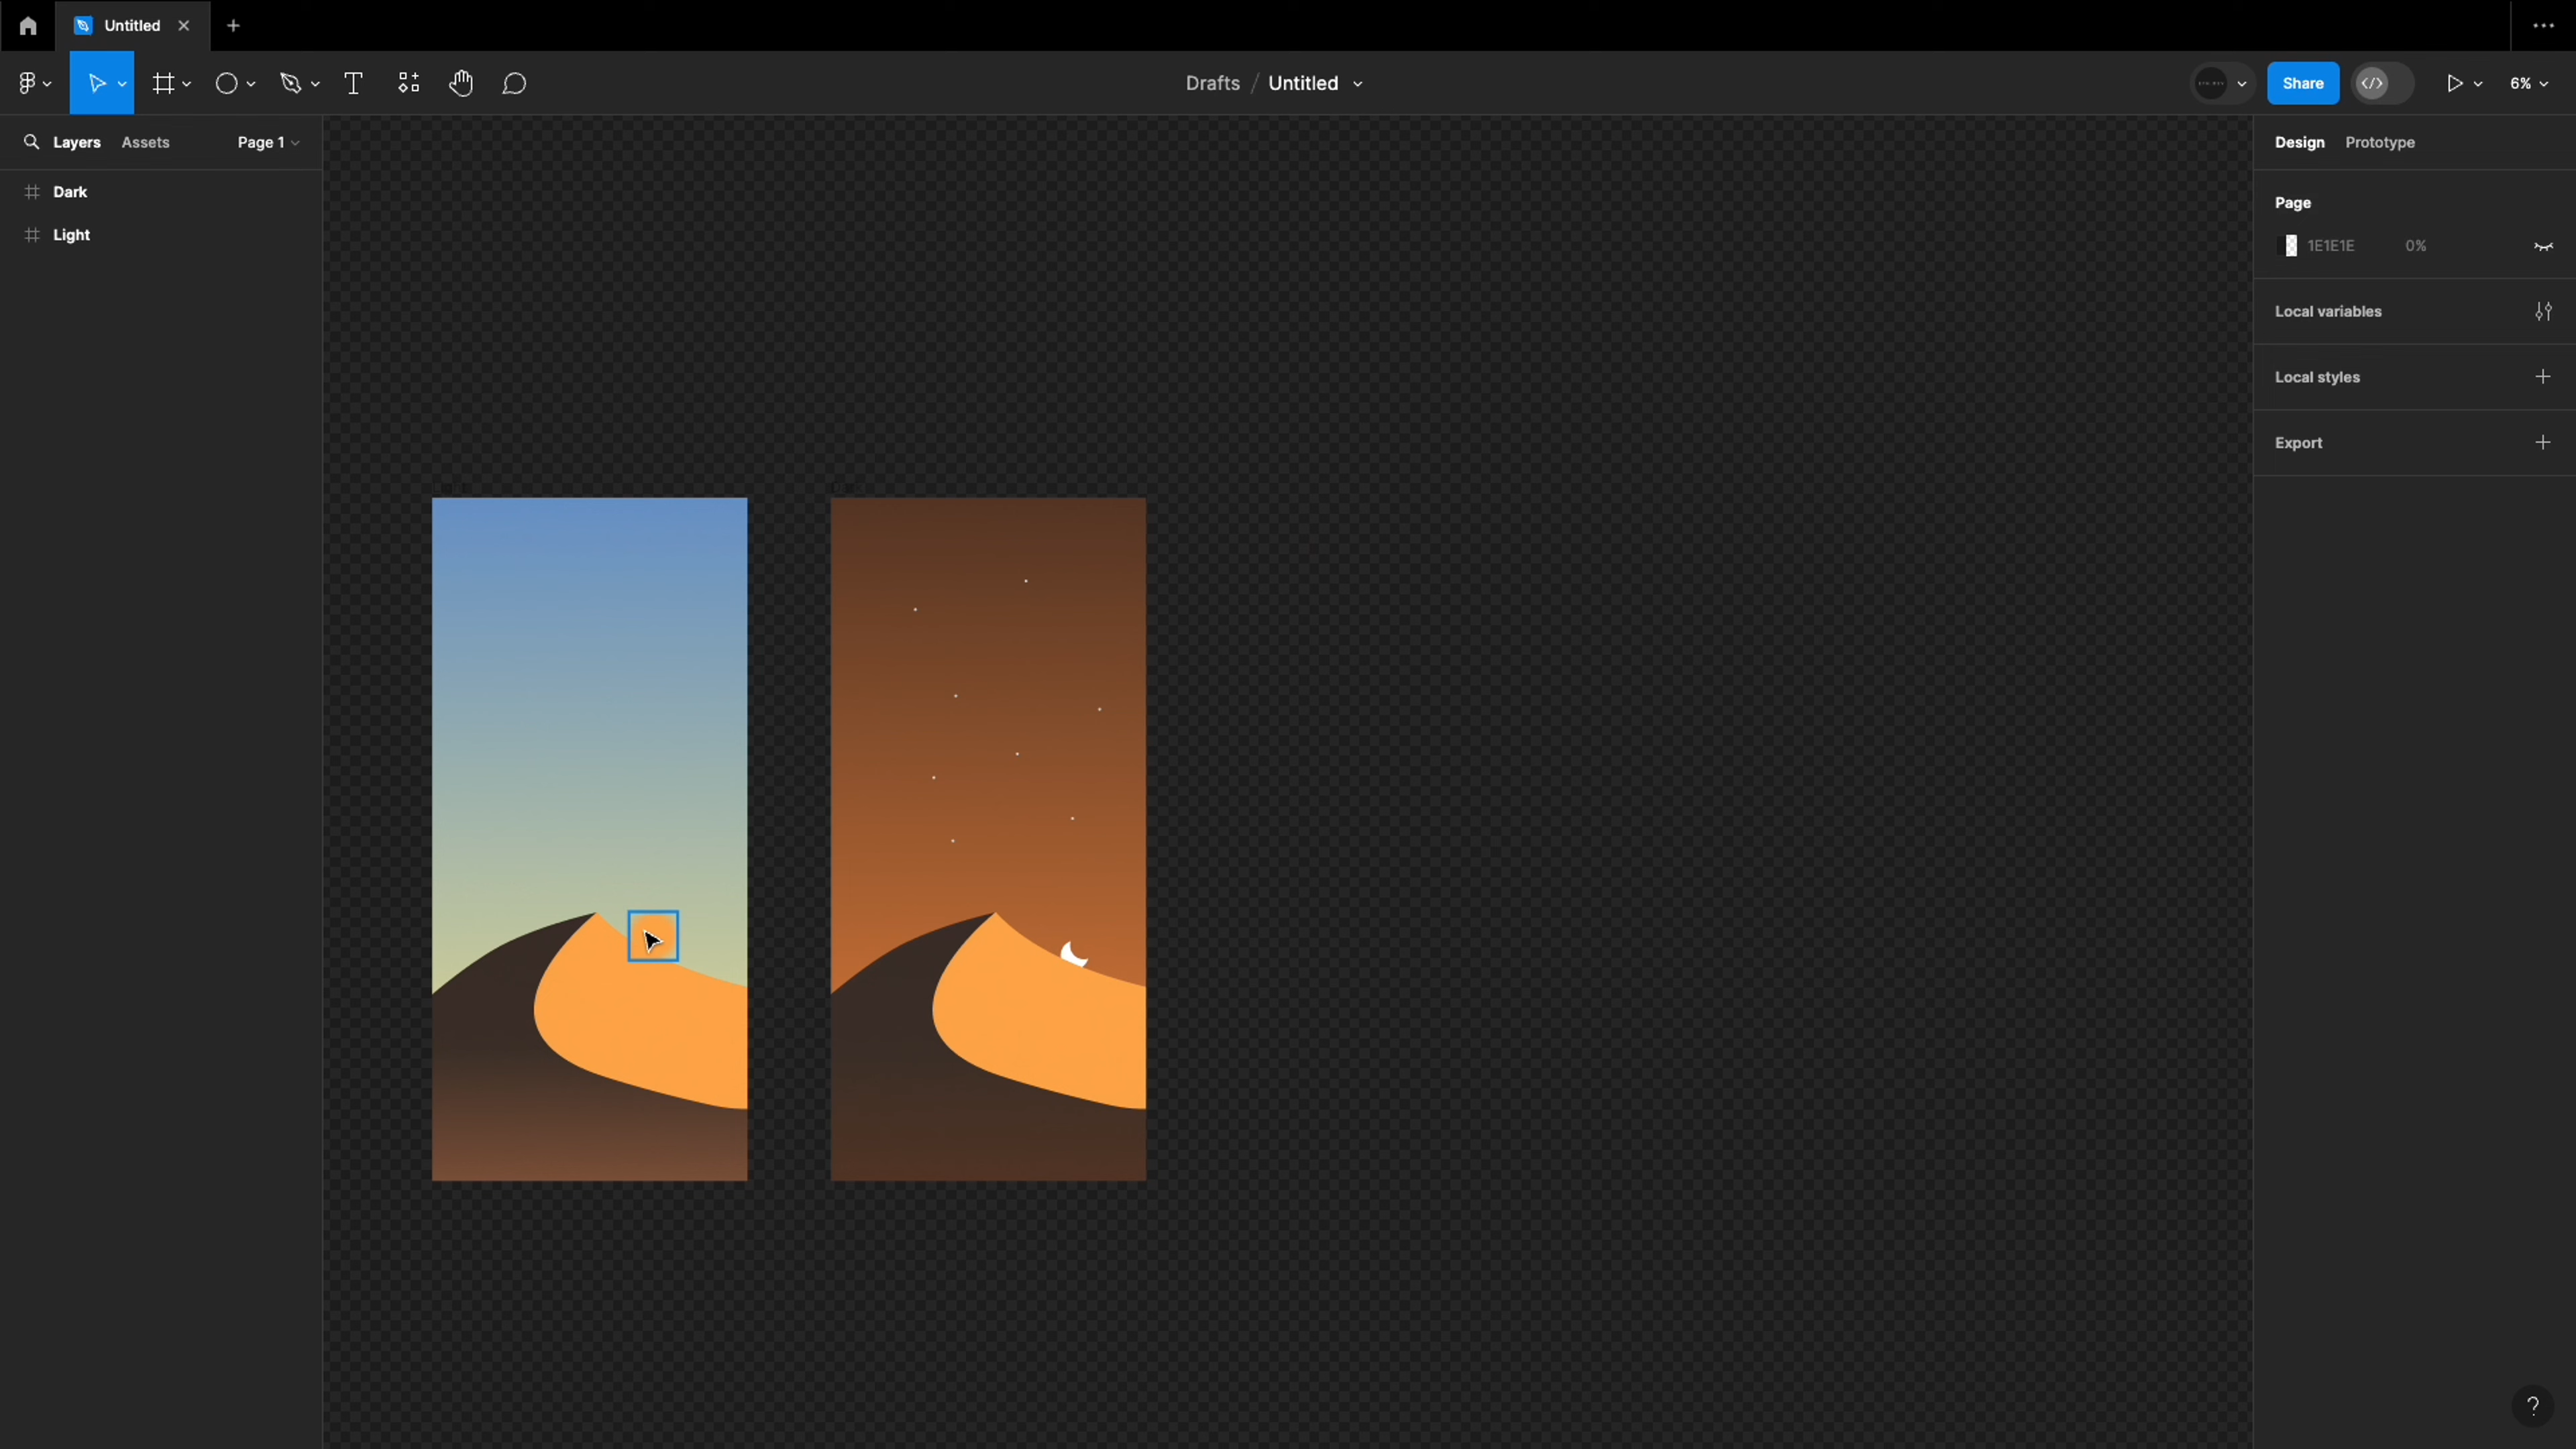 Untitled
Drafts / Untitled
Share
6%
Layers Assets Page 1
Dark
Light
Design Prototype
Page
1E1E1E 0%
Local variables
Local styles
Export
?